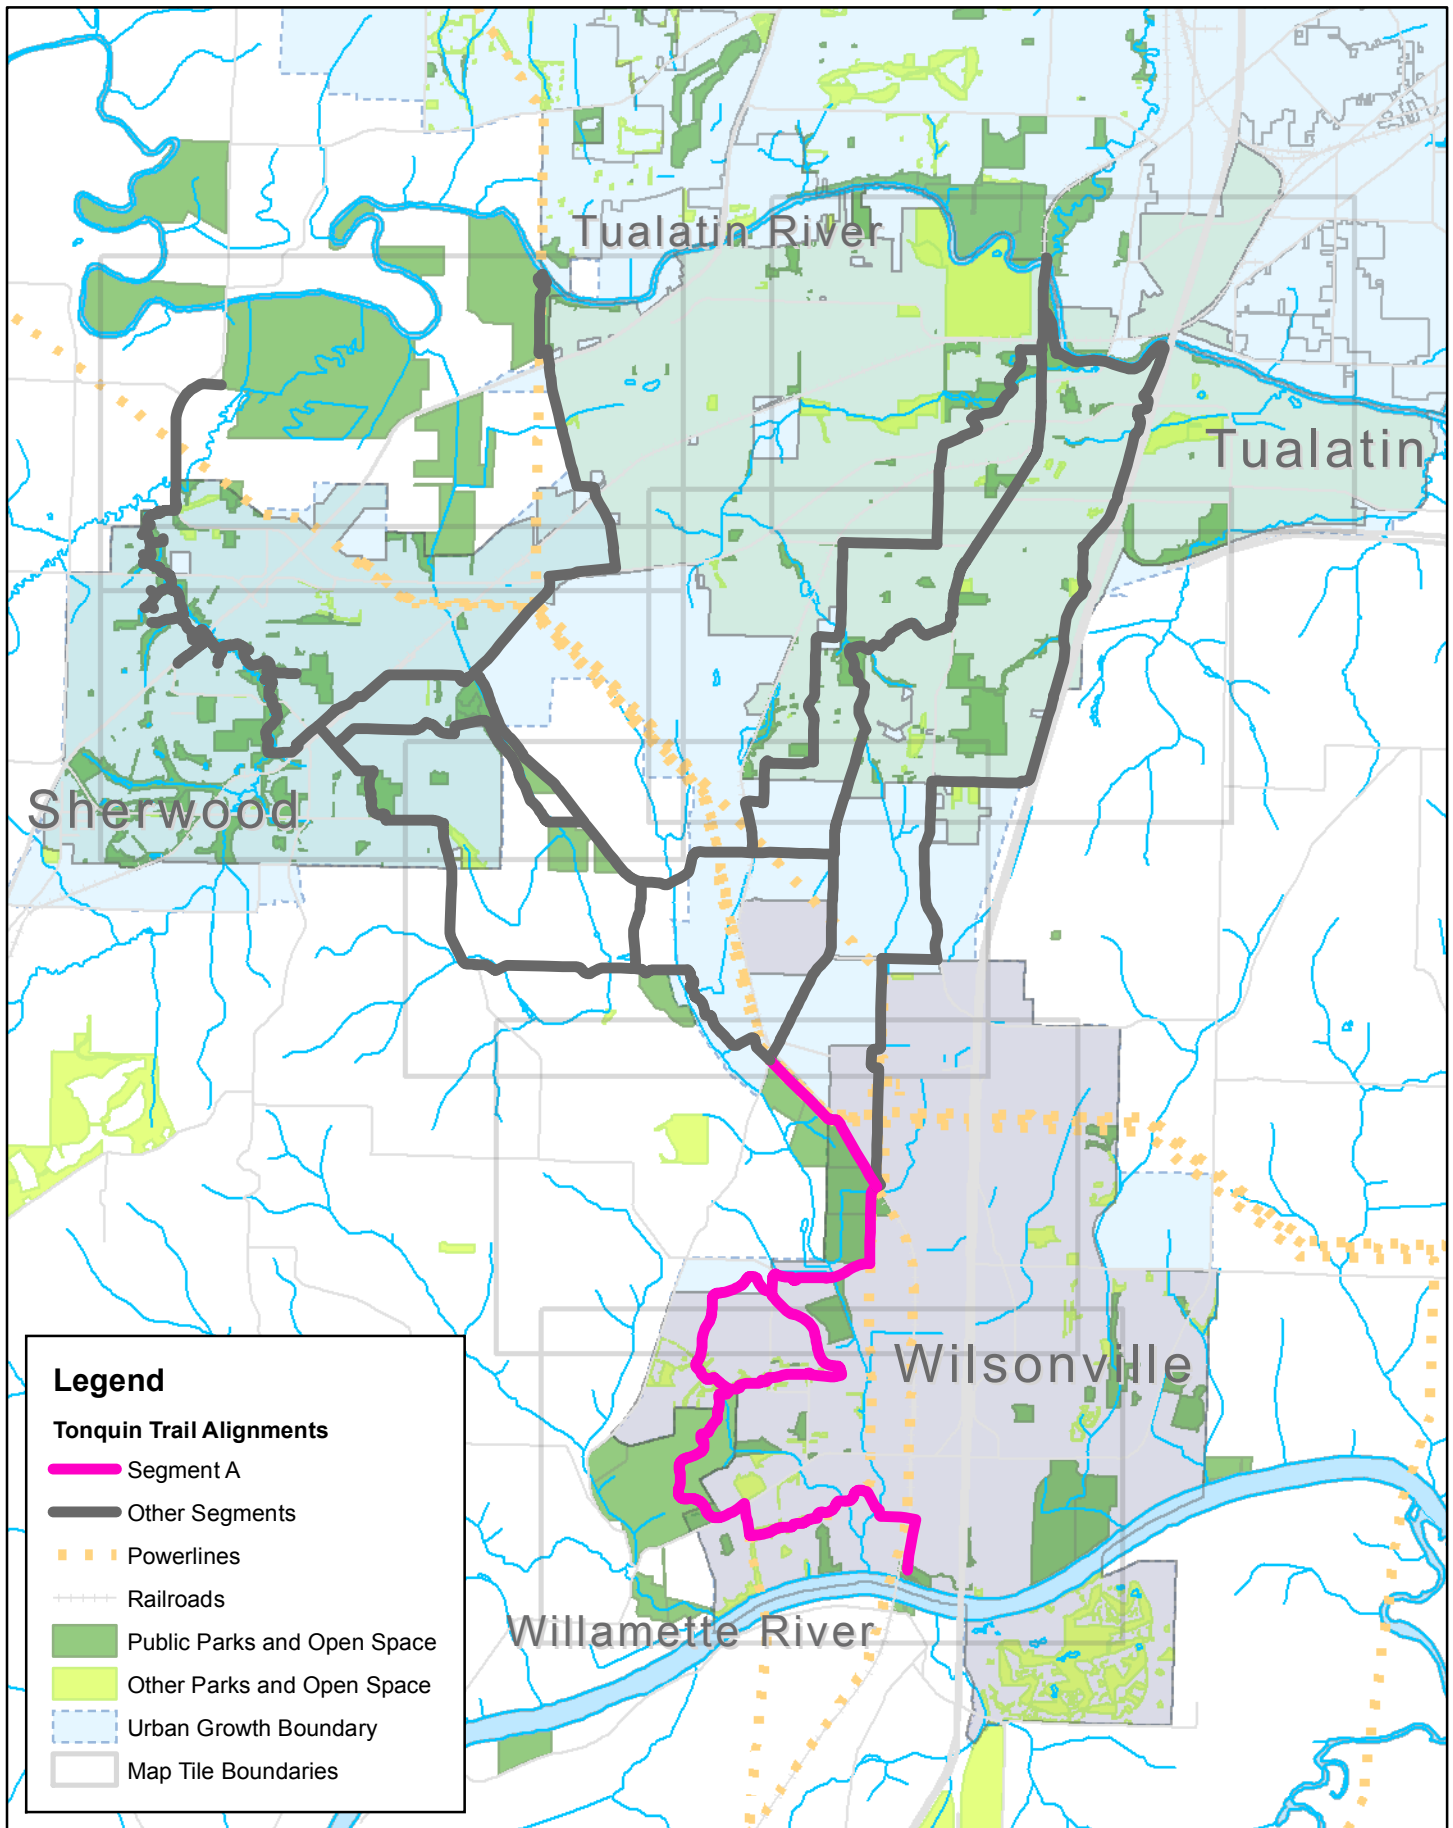 Tualatin River
Tualatin
Sherwood
Wilsonville
Willamette River
Legend
Tonquin Trail Alignments
Segment A
Other Segments
Powerlines
Railroads
Public Parks and Open Space
Other Parks and Open Space
Urban Growth Boundary
Map Tile Boundaries